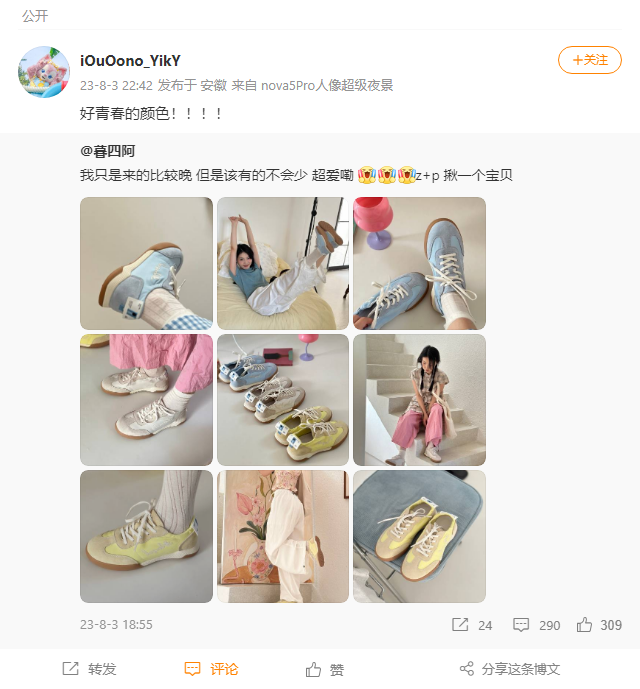 公开
iOuOono_YikY
+关注
23-8-3 22:42 发布于 安徽 来自 nova5Pro人像超级夜景
好青春的颜色！！！！
@暮四阿
我只是来的比较晚 但是该有的不会少 超爱嘞 z+p 揪一个宝贝
23-8-3 18:55
24
290
309
转发
评论
赞
分享这条博文